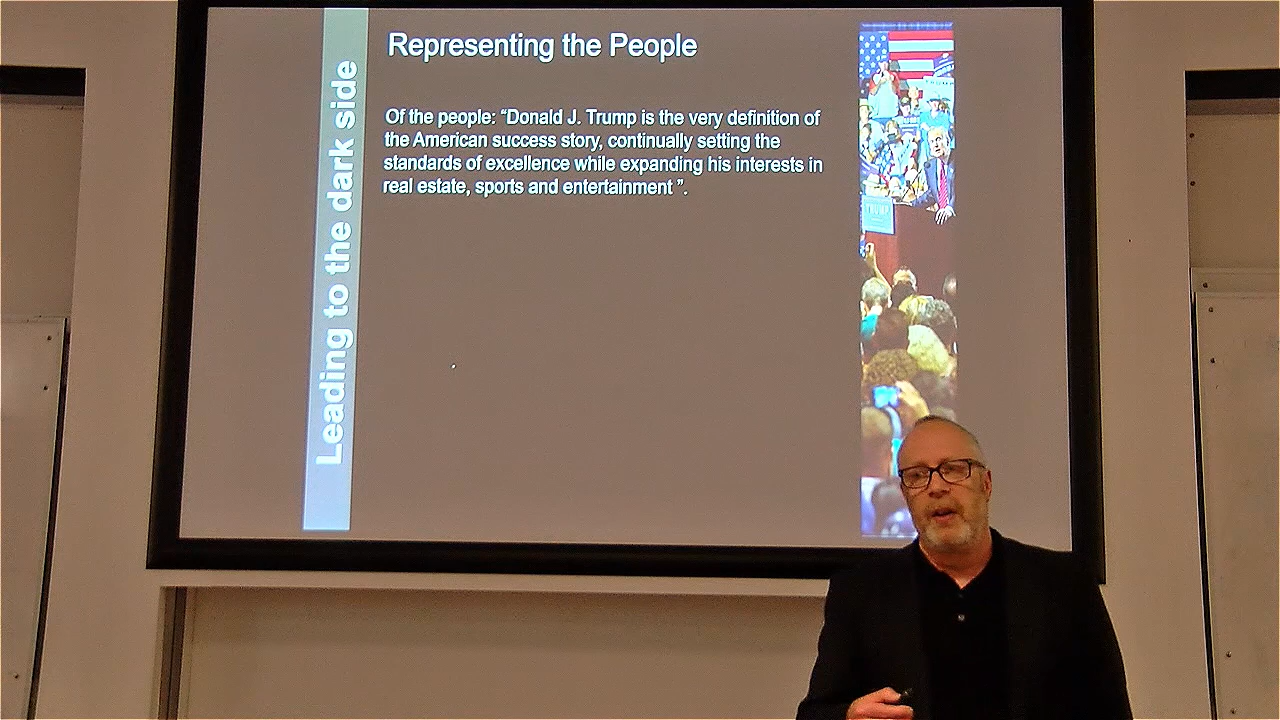 Representing the People
Of the people: “Donald J. Trump is the very definition of
the American success story, continually setting the
standards of excellence while expanding his interests in
real estate, sports and entertainment ”.
Leading to the dark side
TRUMP